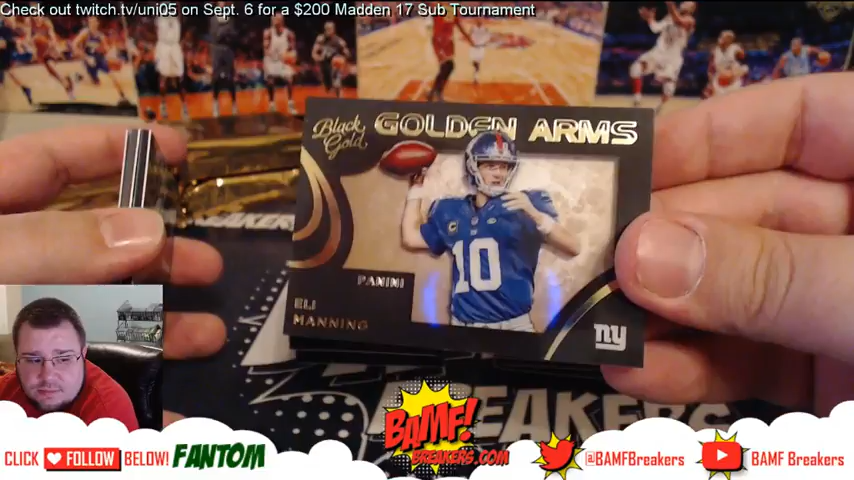 Check out twitch.tv/uni05 on Sept. 6 for a $200 Madden 17 Sub Tournament
Black Gold
GOLDEN ARMS
10
PANINI
ELI
MANNING
ny
BREAKERS
CLICK FOLLOW BELOW! FANTOM
BAMF!
BREAKERS.COM
@BAMFBreakers
BAMF Breakers